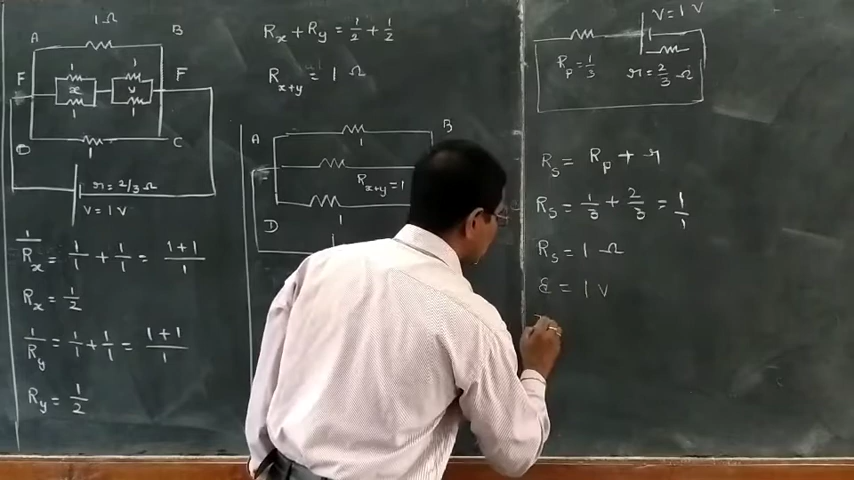 1 Ω
A
B
1
1
F
x
y
F
1
1
D
1
C
r = 2/3 Ω
V = 1 V
1/Rx = 1/1 + 1/1 = 1+1/1
Rx = 1/2
1/Ry = 1/1 + 1/1 = 1+1/1
Ry = 1/2
Rx + Ry = 1/2 + 1/2
Rx+y = 1 Ω
A
B
1
Rx+y = 1
D
1
V = 1 V
Rp = 1/3
r = 2/3 Ω
Rs = Rp + r
Rs = 1/3 + 2/3 = 1/1
Rs = 1 Ω
ε = 1 V